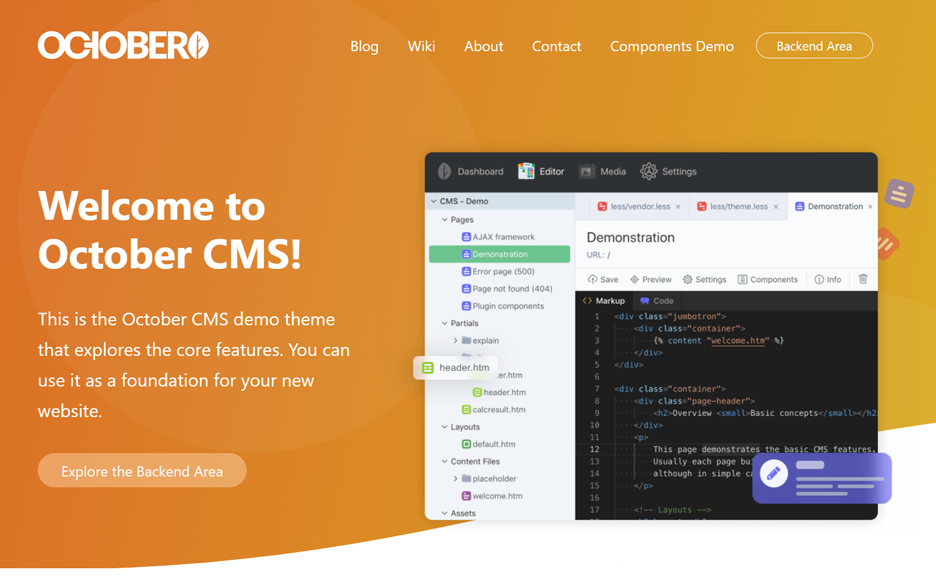 OCTOBER
Blog Wiki About Contact Components Demo Backend Area
Welcome to
October CMS!
This is the October CMS demo theme
that explores the core features. You can
use it as a foundation for your new
website.
Explore the Backend Area
Dashboard Editor Media Settings
CMS - Demo
Pages
AJAX framework
Demonstration
Error page (500)
Page not found (404)
Plugin components
Partials
explain
header.htm
header.htm
calcresult.htm
Layouts
default.htm
Content Files
placeholder
welcome.htm
Assets
less/vendor.less × less/theme.less × Demonstration ×
Demonstration
URL: /
Save Preview Settings Components Info
Markup Code
1 <div class="jumbotron">
2 <div class="container">
3 {% content "welcome.htm" %}
4 </div>
5 </div>
6
7 <div class="container">
8 <div class="page-header">
9 <h2>Overview <small>Basic concepts</small></h2
10 </div>
11 <p>
12 This page demonstrates the basic CMS features.
13 Usually each page
14 although in simple
15 </p>
16
17 <!-- Layouts -->